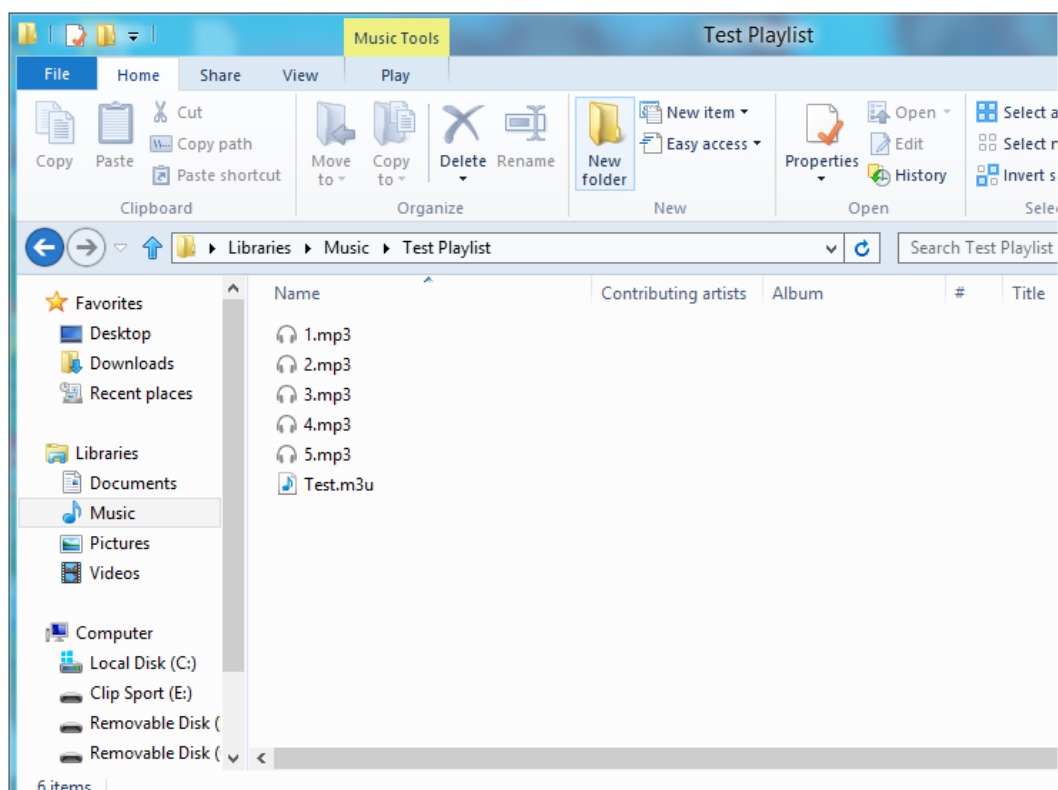 Music Tools
Test Playlist
File Home Share View Play
Copy
Paste
Cut
Copy path
Paste shortcut
Clipboard
Move to
Copy to
Delete
Rename
Organize
New folder
New item
Easy access
New
Properties
Open
Edit
History
Open
Select
Select
Invert
Libraries Music Test Playlist
Search Test Playlist
Name Contributing artists Album # Title
Favorites
Desktop
Downloads
Recent places
Libraries
Documents
Music
Pictures
Videos
Computer
Local Disk (C:)
Clip Sport (E:)
Removable Disk (
Removable Disk (
1.mp3
2.mp3
3.mp3
4.mp3
5.mp3
Test.m3u
6 items